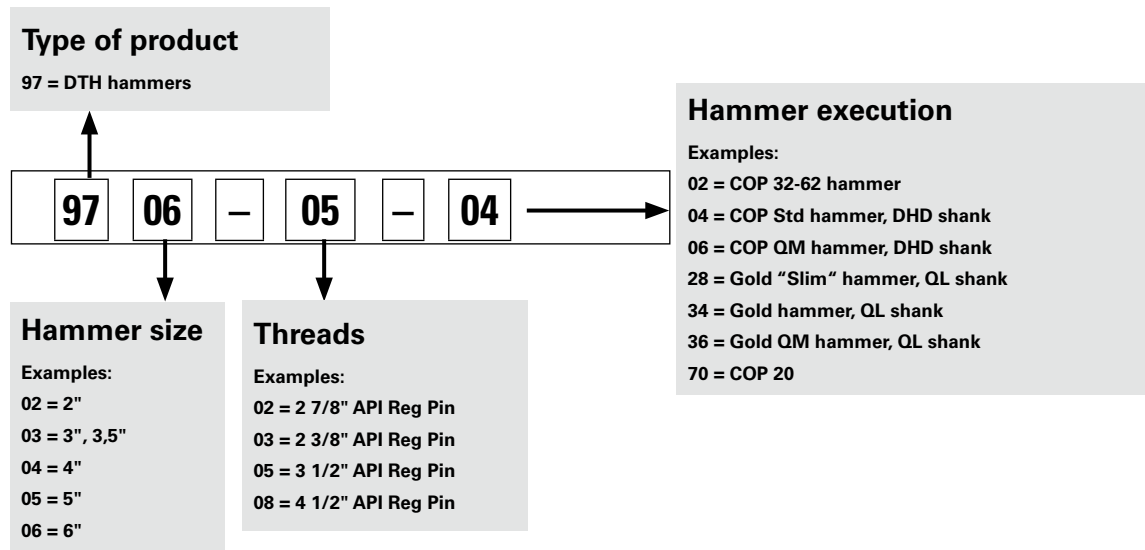 Type of product
97 = DTH hammers
97 06 – 05 – 04
Hammer execution
Examples:
02 = COP 32-62 hammer
04 = COP Std hammer, DHD shank
06 = COP QM hammer, DHD shank
28 = Gold “Slim“ hammer, QL shank
34 = Gold hammer, QL shank
36 = Gold QM hammer, QL shank
70 = COP 20
Hammer size
Examples:
02 = 2"
03 = 3", 3,5"
04 = 4"
05 = 5"
06 = 6"
Threads
Examples:
02 = 2 7/8" API Reg Pin
03 = 2 3/8" API Reg Pin
05 = 3 1/2" API Reg Pin
08 = 4 1/2" API Reg Pin